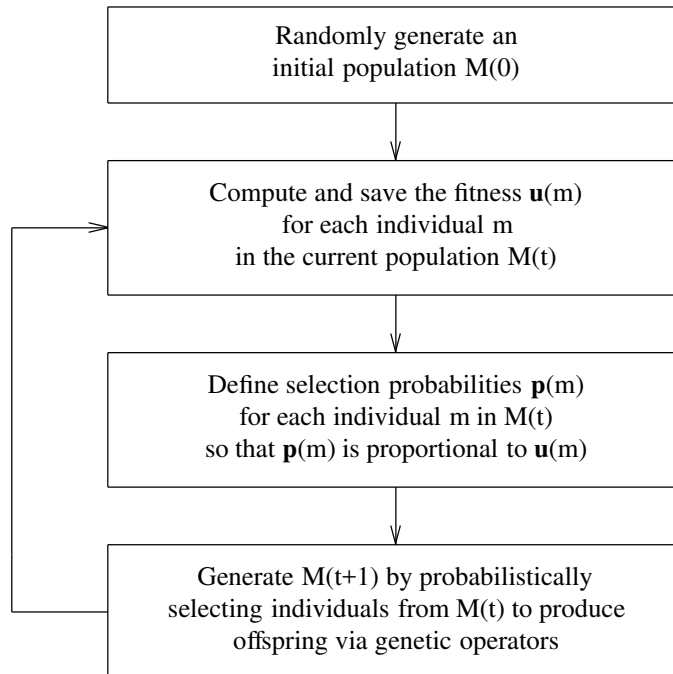 Randomly generate an
initial population M(0)
Compute and save the fitness u(m)
for each individual m
in the current population M(t)
Define selection probabilities p(m)
for each individual m in M(t)
so that p(m) is proportional to u(m)
Generate M(t+1) by probabilistically
selecting individuals from M(t) to produce
offspring via genetic operators